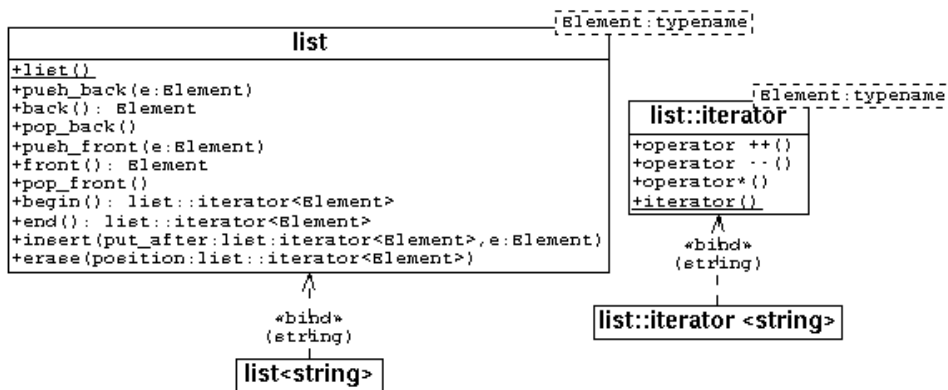 Element:typename
list
+list()
+push_back(e:Element)
+back(): Element
+pop_back()
+push_front(e:Element)
+front(): Element
+pop_front()
+begin(): list::iterator<Element>
+end(): list::iterator<Element>
+insert(put_after:list:iterator<Element>,e:Element)
+erase(position:list::iterator<Element>)
«bind»
(string)
list<string>
Element:typename
list::iterator
+operator ++()
+operator --()
+operator*()
+iterator()
«bind»
(string)
list::iterator <string>